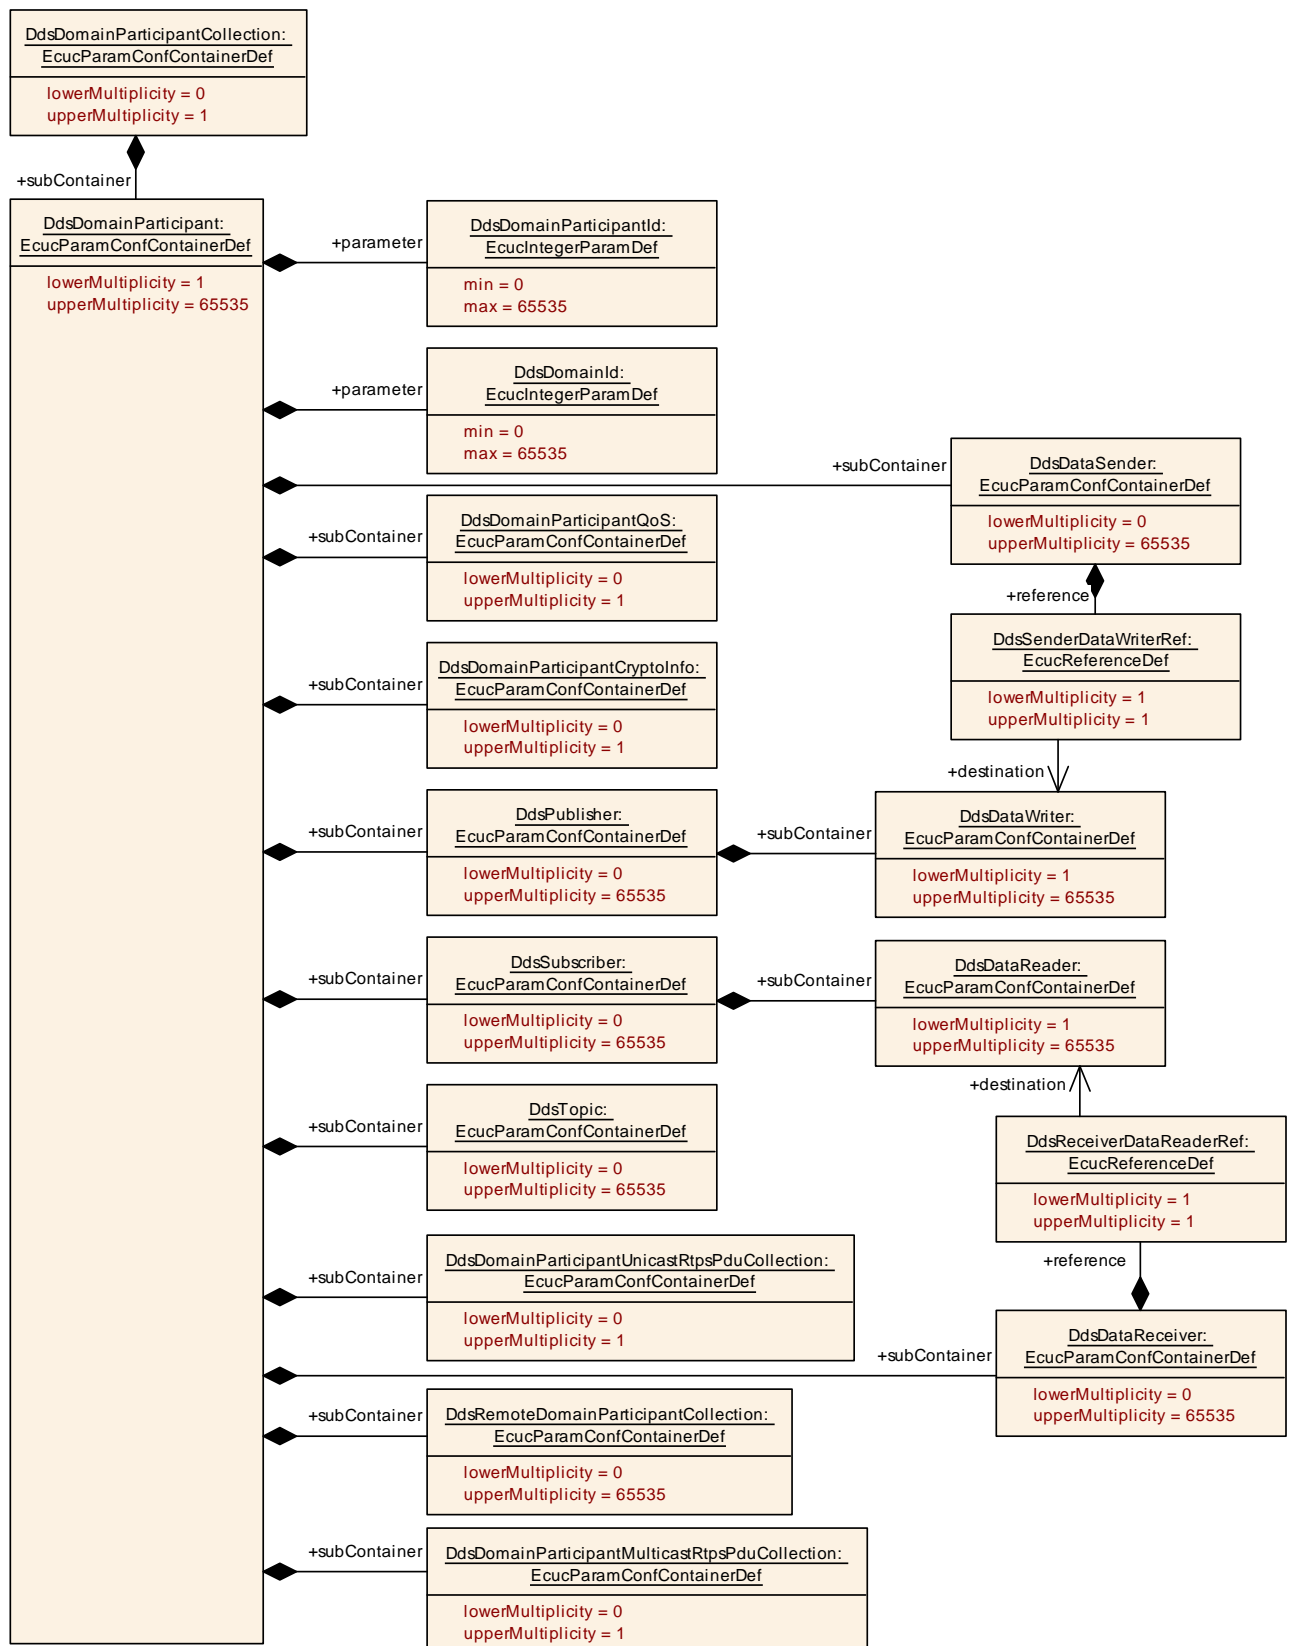 DdsDomainParticipantCollection:
EcucParamConfContainerDef
lowerMultiplicity = 0
upperMultiplicity = 1
+subContainer
DdsDomainParticipant:
EcucParamConfContainerDef
lowerMultiplicity = 1
upperMultiplicity = 65535
+parameter
DdsDomainParticipantId:
EcucIntegerParamDef
min = 0
max = 65535
+parameter
DdsDomainId:
EcucIntegerParamDef
min = 0
max = 65535
+subContainer
DdsDataSender:
EcucParamConfContainerDef
lowerMultiplicity = 0
upperMultiplicity = 65535
+subContainer
DdsDomainParticipantQoS:
EcucParamConfContainerDef
lowerMultiplicity = 0
upperMultiplicity = 1
+reference
DdsSenderDataWriterRef:
EcucReferenceDef
lowerMultiplicity = 1
upperMultiplicity = 1
+subContainer
DdsDomainParticipantCryptoInfo:
EcucParamConfContainerDef
lowerMultiplicity = 0
upperMultiplicity = 1
+destination
+subContainer
DdsPublisher:
EcucParamConfContainerDef
lowerMultiplicity = 0
upperMultiplicity = 65535
+subContainer
DdsDataWriter:
EcucParamConfContainerDef
lowerMultiplicity = 1
upperMultiplicity = 65535
+subContainer
DdsSubscriber:
EcucParamConfContainerDef
lowerMultiplicity = 0
upperMultiplicity = 65535
+subContainer
DdsDataReader:
EcucParamConfContainerDef
lowerMultiplicity = 1
upperMultiplicity = 65535
+destination
+subContainer
DdsTopic:
EcucParamConfContainerDef
lowerMultiplicity = 0
upperMultiplicity = 65535
DdsReceiverDataReaderRef:
EcucReferenceDef
lowerMultiplicity = 1
upperMultiplicity = 1
+reference
+subContainer
DdsDomainParticipantUnicastRtpsPduCollection:
EcucParamConfContainerDef
lowerMultiplicity = 0
upperMultiplicity = 1
+subContainer
DdsDataReceiver:
EcucParamConfContainerDef
lowerMultiplicity = 0
upperMultiplicity = 65535
+subContainer
DdsRemoteDomainParticipantCollection:
EcucParamConfContainerDef
lowerMultiplicity = 0
upperMultiplicity = 65535
+subContainer
DdsDomainParticipantMulticastRtpsPduCollection:
EcucParamConfContainerDef
lowerMultiplicity = 0
upperMultiplicity = 1